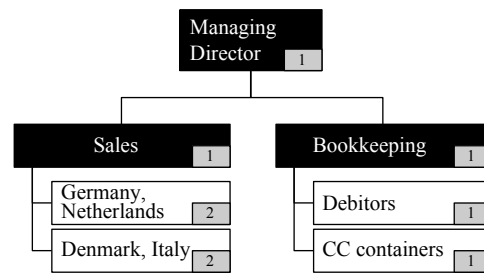 Managing
Director
1
Sales
1
Bookkeeping
1
Germany,
Netherlands
2
Debitors
1
Denmark, Italy
2
CC containers
1